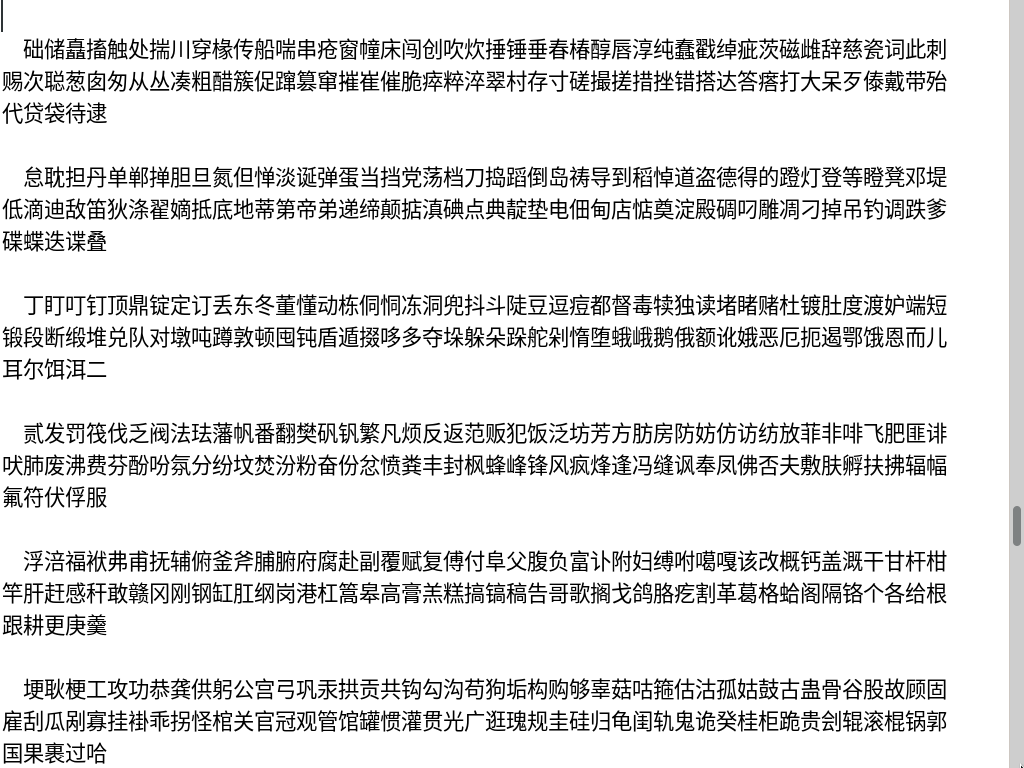 础储矗搐触处揣川穿椽传船喘串疮窗幢床闯创吹炊捶锤垂春椿醇唇淳纯蠢戳绰疵茨磁雌辞慈瓷词此刺
赐次聪葱囱匆从丛凑粗醋簇促蹿篡窜摧崔催脆瘁粹淬翠村存寸磋撮搓措挫错搭达答瘩打大呆歹傣戴带殆
代贷袋待逮
怠耽担丹单郸掸胆旦氮但惮淡诞弹蛋当挡党荡档刀捣蹈倒岛祷导到稻悼道盗德得的蹬灯登等瞪凳邓堤
低滴迪敌笛狄涤翟嫡抵底地蒂第帝弟递缔颠掂滇碘点典靛垫电佃甸店惦奠淀殿碉叼雕凋刁掉吊钓调跌爹
碟蝶迭谍叠
丁盯叮钉顶鼎锭定订丢东冬董懂动栋侗恫冻洞兜抖斗陡豆逗痘都督毒犊独读堵睹赌杜镀肚度渡妒端短
锻段断缎堆兑队对墩吨蹲敦顿囤钝盾遁掇哆多夺垛躲朵跺舵剁惰堕蛾峨鹅俄额讹娥恶厄扼遏鄂饿恩而儿
耳尔饵洱二
贰发罚筏伐乏阀法珐藩帆番翻樊矾钒繁凡烦反返范贩犯饭泛坊芳方肪房防妨仿访纺放菲非啡飞肥匪诽
吠肺废沸费芬酚吩氛分纷坟焚汾粉奋份忿愤粪丰封枫蜂峰锋风疯烽逢冯缝讽奉凤佛否夫敷肤孵扶拂辐幅
氟符伏俘服
浮涪福袱弗甫抚辅俯釜斧脯腑府腐赴副覆赋复傅付阜父腹负富讣附妇缚咐噶嘎该改概钙盖溉干甘杆柑
竿肝赶感秆敢赣冈刚钢缸肛纲岗港杠篙皋高膏羔糕搞镐稿告哥歌搁戈鸽胳疙割革葛格蛤阁隔铬个各给根
跟耕更庚羹
埂耿梗工攻功恭龚供躬公宫弓巩汞拱贡共钩勾沟苟狗垢构购够辜菇咕箍估沽孤姑鼓古蛊骨谷股故顾固
雇刮瓜剐寡挂褂乖拐怪棺关官冠观管馆罐惯灌贯光广逛瑰规圭硅归龟闺轨鬼诡癸桂柜跪贵刽辊滚棍锅郭
国果裹过哈